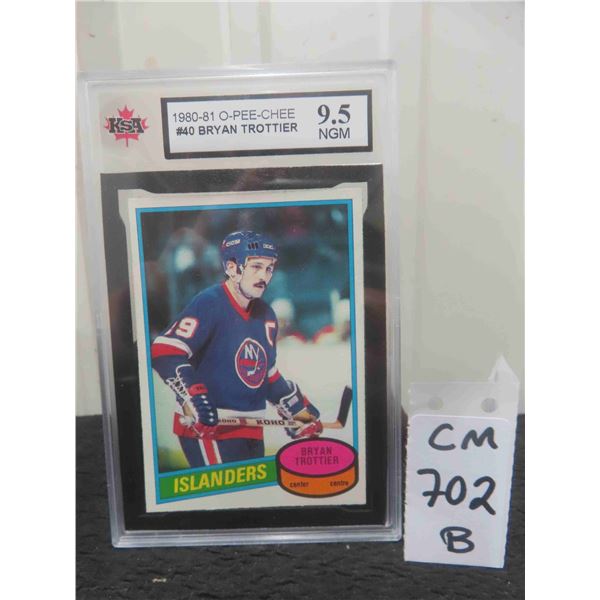 KSA
1980-81 O-PEE-CHEE
#40 BRYAN TROTTIER
9.5
NGM
19
C
NY
KOHO
BRYAN
TROTTIER
center centre
ISLANDERS
CM
702
B